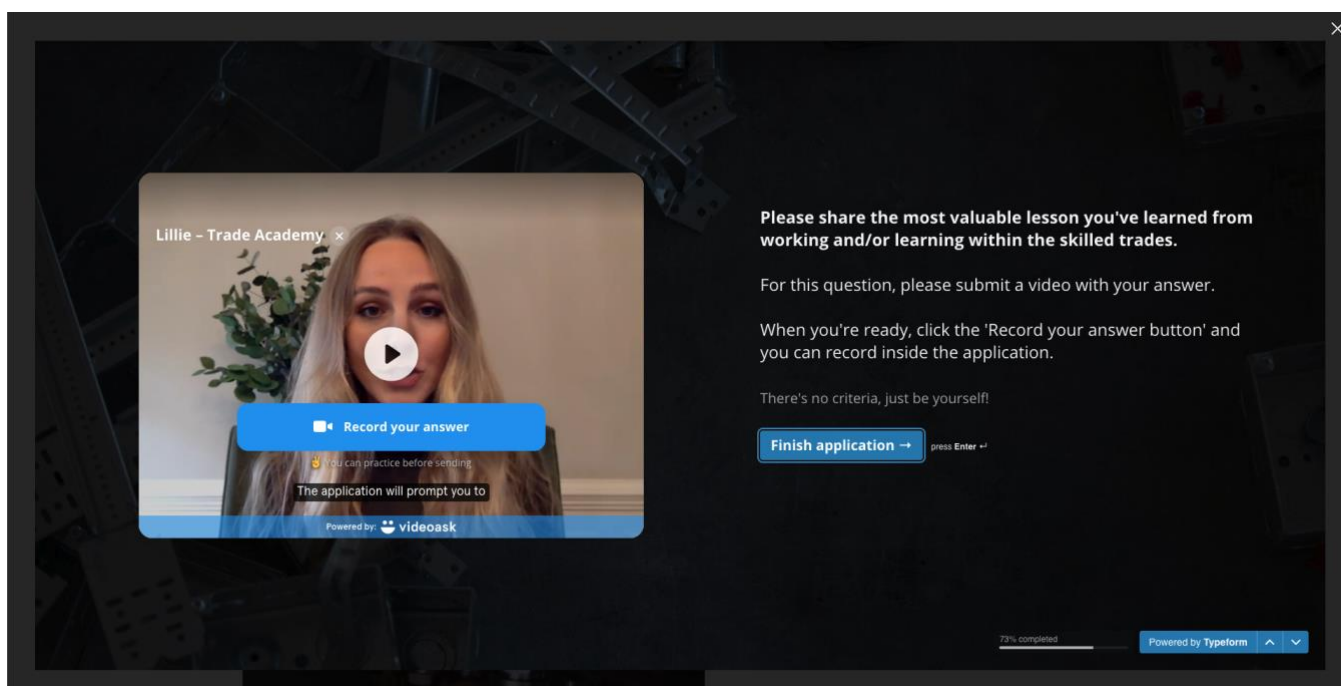 Lillie – Trade Academy ×
Record your answer
✌️ You can practice before sending
The application will prompt you to
Powered by: videoask
Please share the most valuable lesson you've learned from
working and/or learning within the skilled trades.
For this question, please submit a video with your answer.
When you're ready, click the 'Record your answer button' and
you can record inside the application.
There's no criteria, just be yourself!
Finish application →
press Enter ↵
73% completed
Powered by Typeform